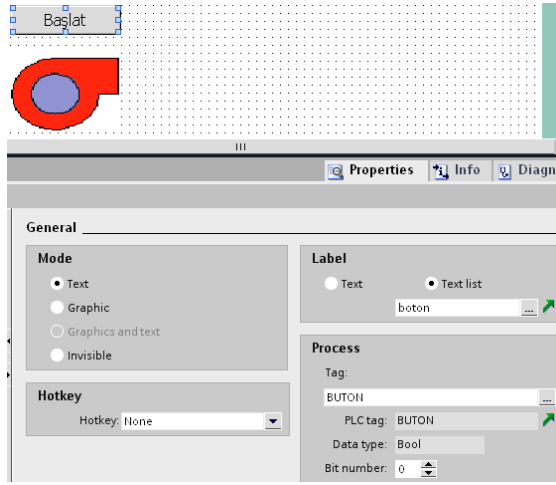 Başlat
Properties
Info
Diagn
General
Mode
Text
Graphic
Graphics and text
Invisible
Hotkey
Hotkey: None
Label
Text
Text list
boton
...
Process
Tag:
BUTON
...
PLC tag: BUTON
Data type: Bool
Bit number: 0